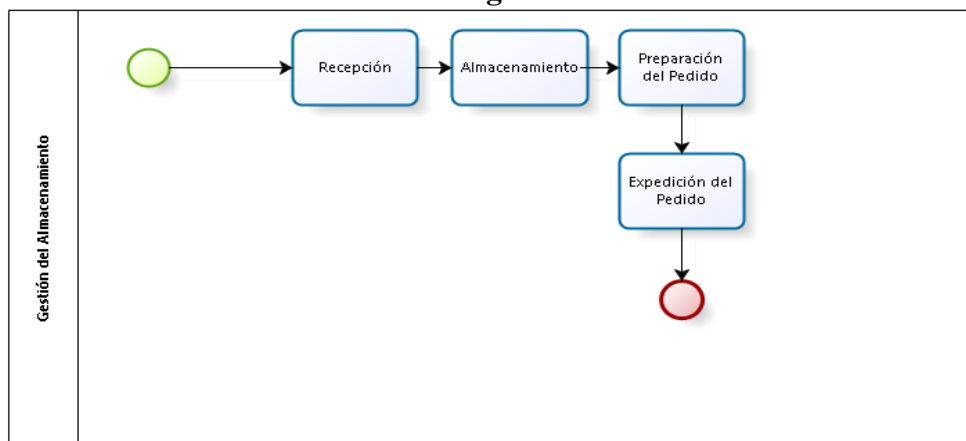 Gestión del Almacenamiento
Recepción
Almacenamiento
Preparación
del Pedido
Expedición del
Pedido